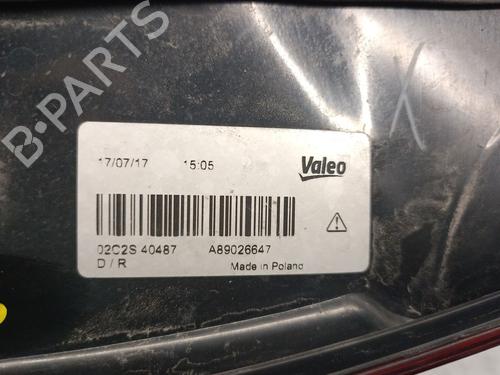 B-PARTS
17/07/17 15:05 Valeo
02C2S 40487 A89026647
D / R Made in Poland
X